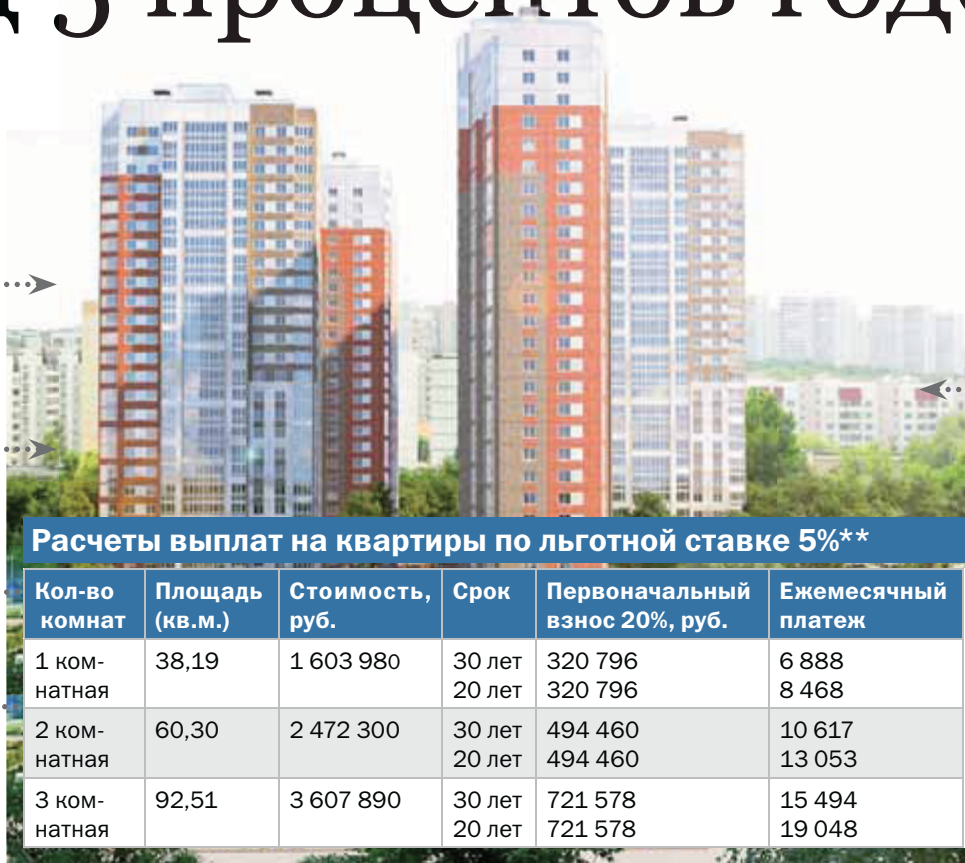 5 процентов
Расчеты выплат на квартиры по льготной ставке 5%**
Кол-во комнат Площадь (кв.м.) Стоимость, руб. Срок Первоначальный взнос 20%, руб. Ежемесячный платеж
1 ком- 38,19 1 603 980 30 лет 320 796 6 888
натная 20 лет 320 796 8 468
2 ком- 60,30 2 472 300 30 лет 494 460 10 617
натная 20 лет 494 460 13 053
3 ком- 92,51 3 607 890 30 лет 721 578 15 494
натная 20 лет 721 578 19 048